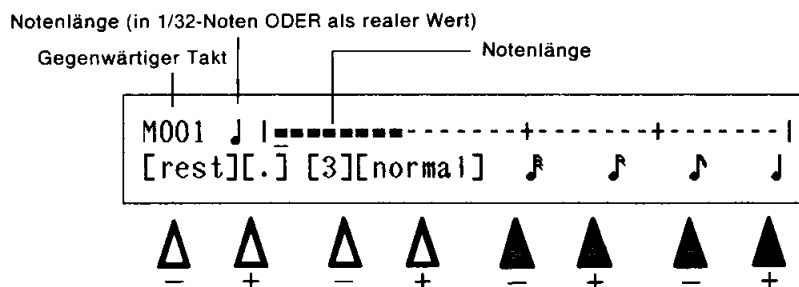 Notenlänge (in 1/32-Noten ODER als realer Wert)
Gegenwärtiger Takt
Notenlänge
M001 ♩ |■■■■■■■■- - - - - - -+- - - - - - -+- - - - - - -|
[rest][.] [3][normal] 𝅘𝅥𝅰 𝅘𝅥𝅯 ♪ ♩
− + − + − + − +